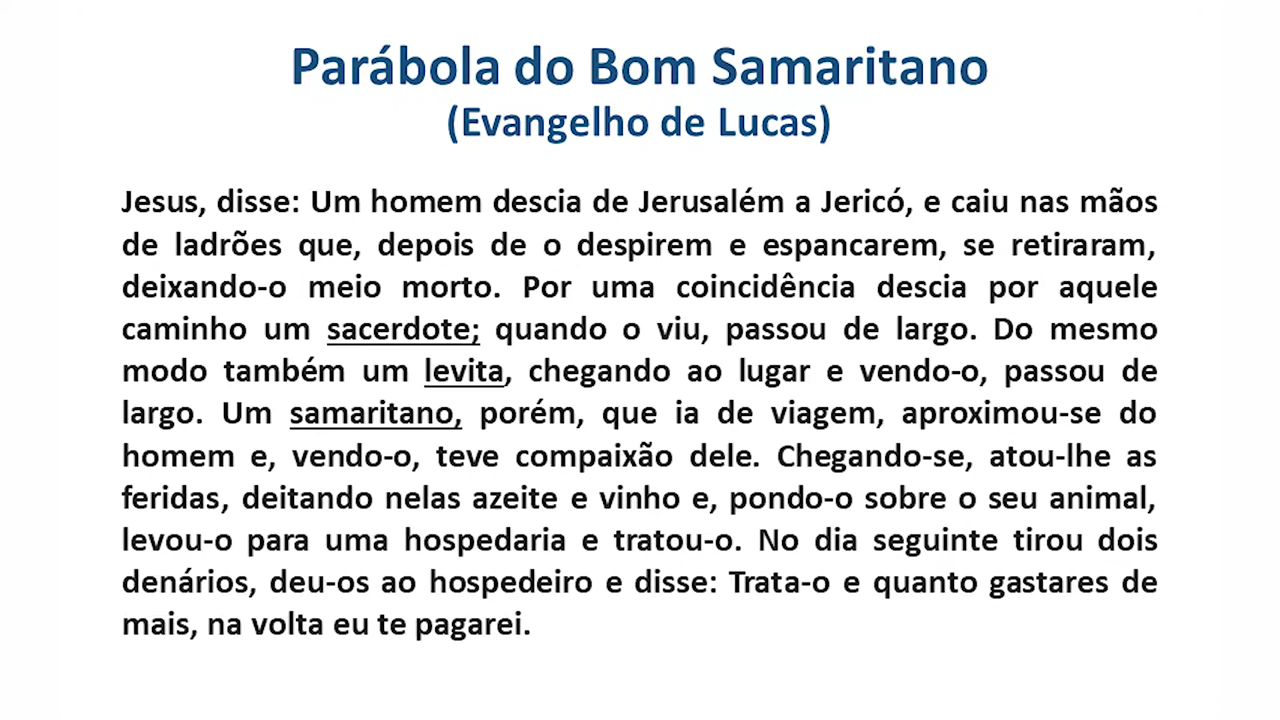 Parábola do Bom Samaritano
(Evangelho de Lucas)
Jesus, disse: Um homem descia de Jerusalém a Jericó, e caiu nas mãos
de ladrões que, depois de o despirem e espancarem, se retiraram,
deixando-o meio morto. Por uma coincidência descia por aquele
caminho um sacerdote; quando o viu, passou de largo. Do mesmo
modo também um levita, chegando ao lugar e vendo-o, passou de
largo. Um samaritano, porém, que ia de viagem, aproximou-se do
homem e, vendo-o, teve compaixão dele. Chegando-se, atou-lhe as
feridas, deitando nelas azeite e vinho e, pondo-o sobre o seu animal,
levou-o para uma hospedaria e tratou-o. No dia seguinte tirou dois
denários, deu-os ao hospedeiro e disse: Trata-o e quanto gastares de
mais, na volta eu te pagarei.